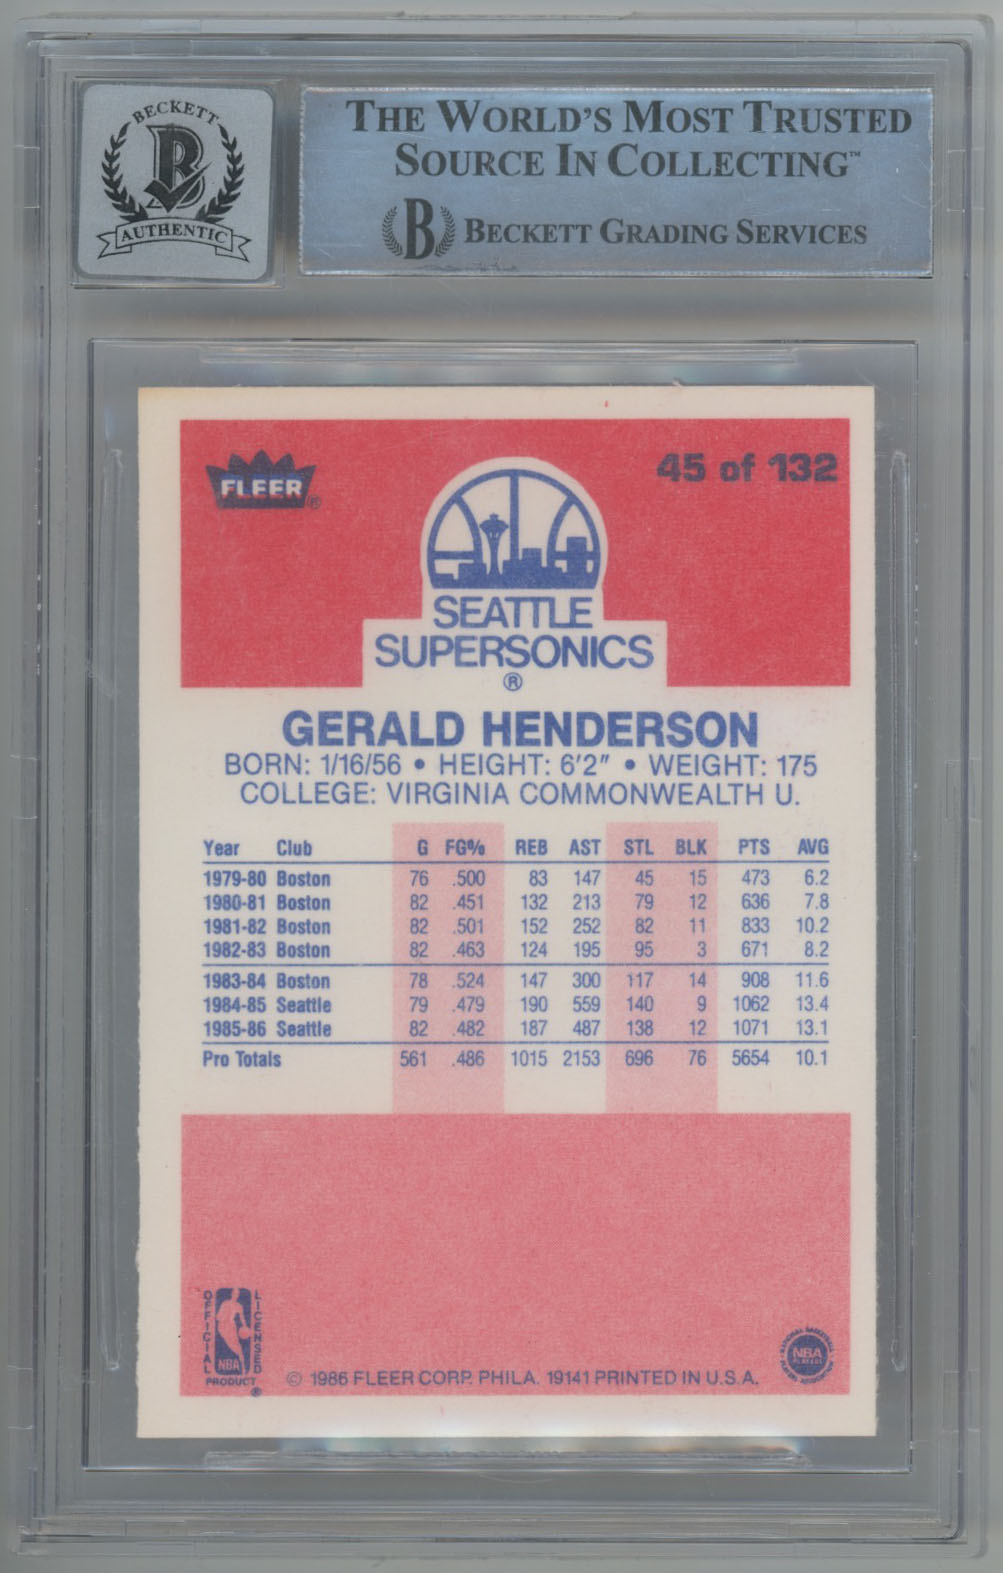 BECKETT
B
AUTHENTIC
THE WORLD'S MOST TRUSTED
SOURCE IN COLLECTING™
B BECKETT GRADING SERVICES
FLEER®
45 of 132
SEATTLE
SUPERSONICS
®
GERALD HENDERSON
BORN: 1/16/56 • HEIGHT: 6'2" • WEIGHT: 175
COLLEGE: VIRGINIA COMMONWEALTH U.
Year Club G FG% REB AST STL BLK PTS AVG
1979-80 Boston 76 .500 83 147 45 15 473 6.2
1980-81 Boston 82 .451 132 213 79 12 636 7.8
1981-82 Boston 82 .501 152 252 82 11 833 10.2
1982-83 Boston 82 .463 124 195 95 3 671 8.2
1983-84 Boston 78 .524 147 300 117 14 908 11.6
1984-85 Seattle 79 .479 190 559 140 9 1062 13.4
1985-86 Seattle 82 .482 187 487 138 12 1071 13.1
Pro Totals 561 .486 1015 2153 696 76 5654 10.1
OFFICIAL
LICENSED
NBA
PRODUCT®
© 1986 FLEER CORP. PHILA. 19141 PRINTED IN U.S.A.
NATIONAL BASKETBALL
NBA
PLAYERS